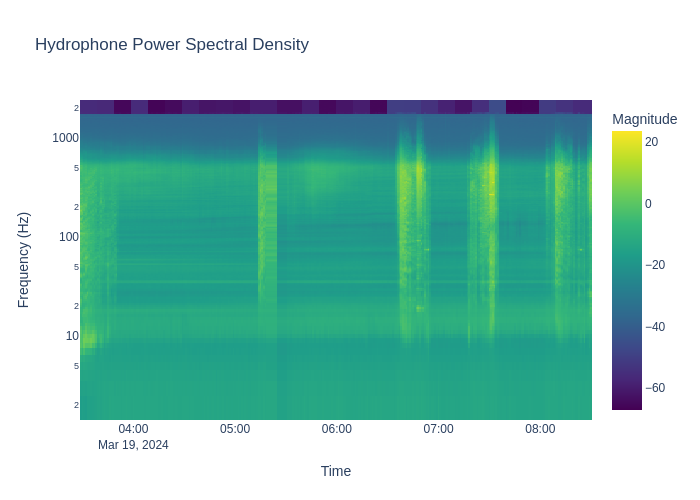 Hydrophone Power Spectral Density
Magnitude
20
0
−20
−40
−60
Frequency (Hz)
2
1000
5
2
100
5
2
10
5
2
04:00 05:00 06:00 07:00 08:00
Mar 19, 2024
Time